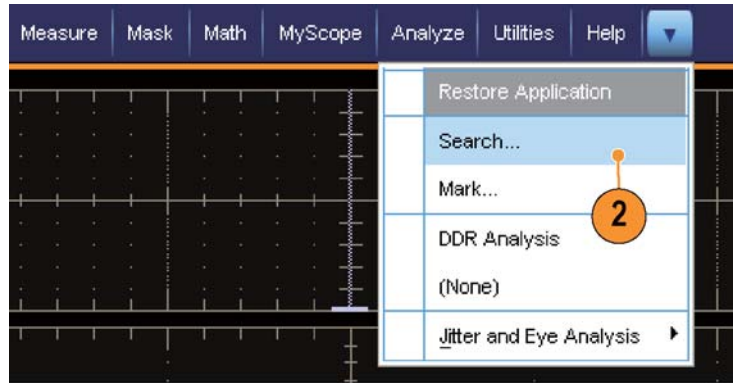 Measure Mask Math MyScope Analyze Utilities Help
Restore Application
Search...
Mark...
2
DDR Analysis
(None)
Jitter and Eye Analysis